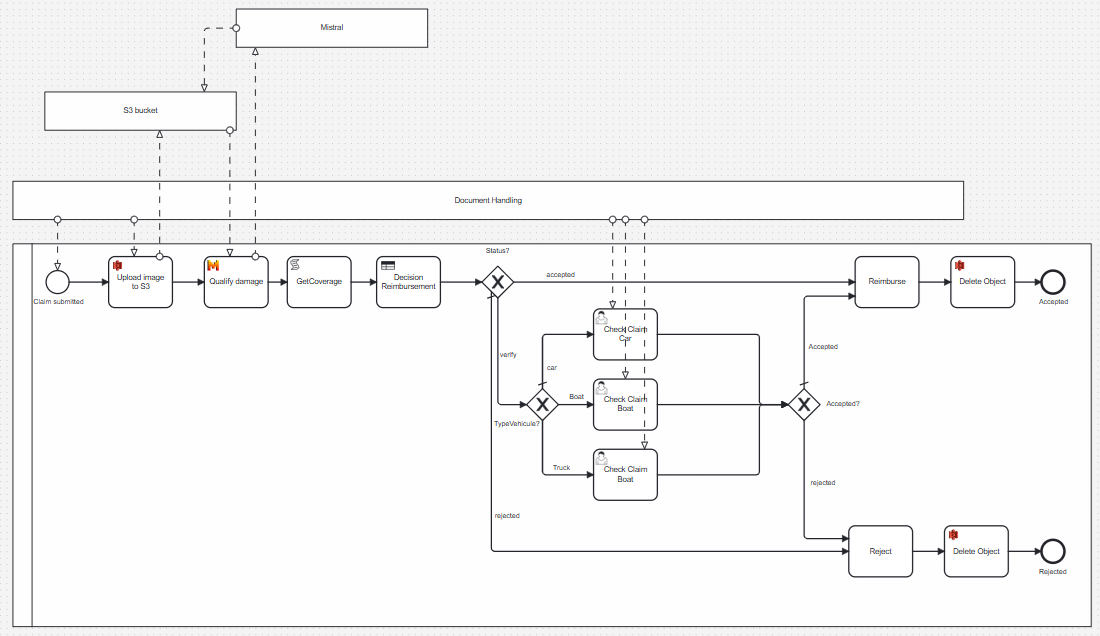 Mistral
S3 bucket
Document Handling
Status?
Claim submitted
Upload image
to S3
Qualify damage
GetCoverage
Decision
Reimbursement
accepted
Reimburse
Delete Object
Accepted
verify
car
Check Claim
Car
Accepted
Boat
Check Claim
Boat
Accepted?
TypeVehicule?
Truck
Check Claim
Boat
rejected
rejected
Reject
Delete Object
Rejected